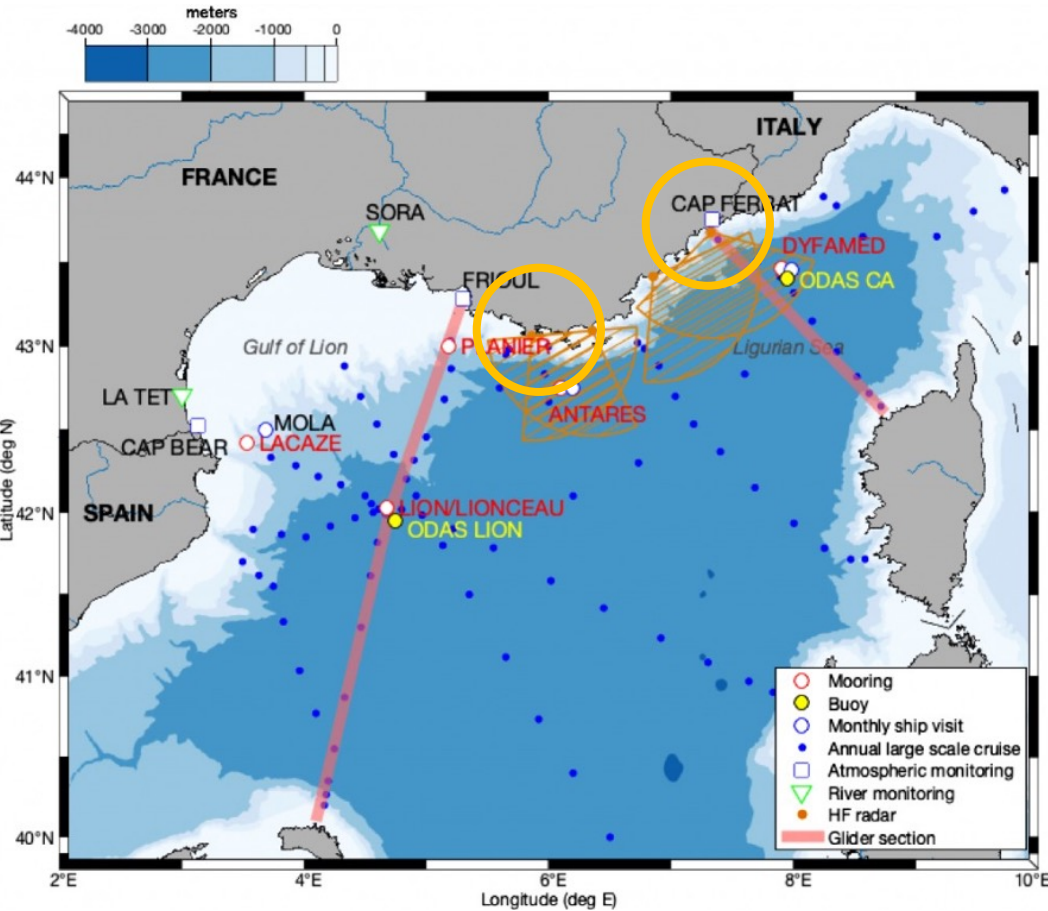 meters
-4000 -3000 -2000 -1000 0
ITALY
FRANCE
44°N
CAP FERRAT
SORA
DYFAMED
FRIOUL
ODAS CA
43°N
Gulf of Lion
PLANIER
Ligurian Sea
LA TET
ANTARES
MOLA
CAP BEAR
LACAZE
SPAIN
42°N
LION/LIONCEAU
ODAS LION
Latitude (deg N)
41°N
Mooring
Buoy
Monthly ship visit
Annual large scale cruise
Atmospheric monitoring
River monitoring
HF radar
Glider section
40°N
2°E 4°E 6°E 8°E 10°E
Longitude (deg E)